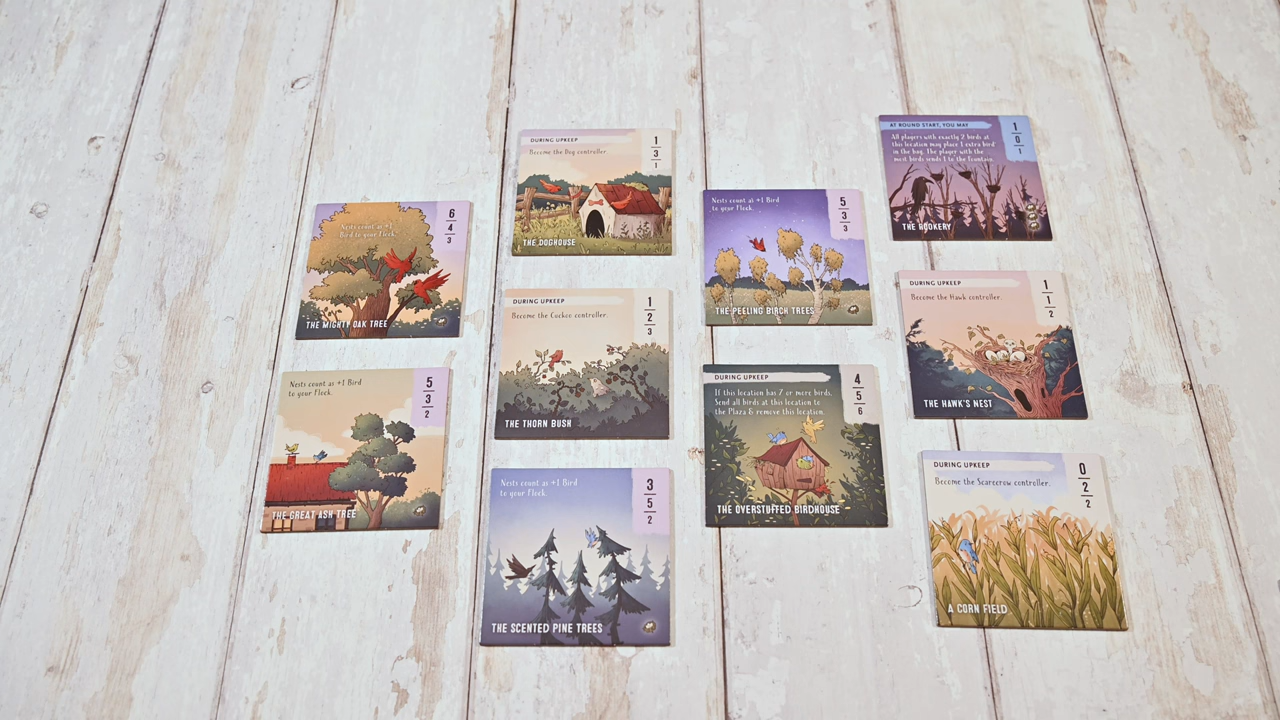 6
4
3
Nests count as +1
Bird to your Flock.
THE MIGHTY OAK TREE
5
3
2
Nests count as +1 Bird
to your Flock.
THE GREAT ASH TREE
DURING UPKEEP
1
3
1
Become the Dog controller.
THE DOGHOUSE
DURING UPKEEP
1
2
3
Become the Cuckoo controller.
THE THORN BUSH
3
5
2
Nests count as +1 Bird
to your Flock.
THE SCENTED PINE TREES
5
3
3
Nests count as +1 Bird
to your Flock.
THE PEELING BIRCH TREES
DURING UPKEEP
4
5
6
If this location has 7 or more birds,
Send all birds at this location to
the Plaza & remove this location.
THE OVERSTUFFED BIRDHOUSE
AT ROUND START, YOU MAY
1
0
1
All players with exactly 2 birds at
this location may place 1 extra bird
in the bag. The player with the
most birds sends 1 to the Fountain.
THE ROOKERY
DURING UPKEEP
1
1
2
Become the Hawk controller.
THE HAWK'S NEST
DURING UPKEEP
0
2
2
Become the Scarecrow controller.
A CORN FIELD